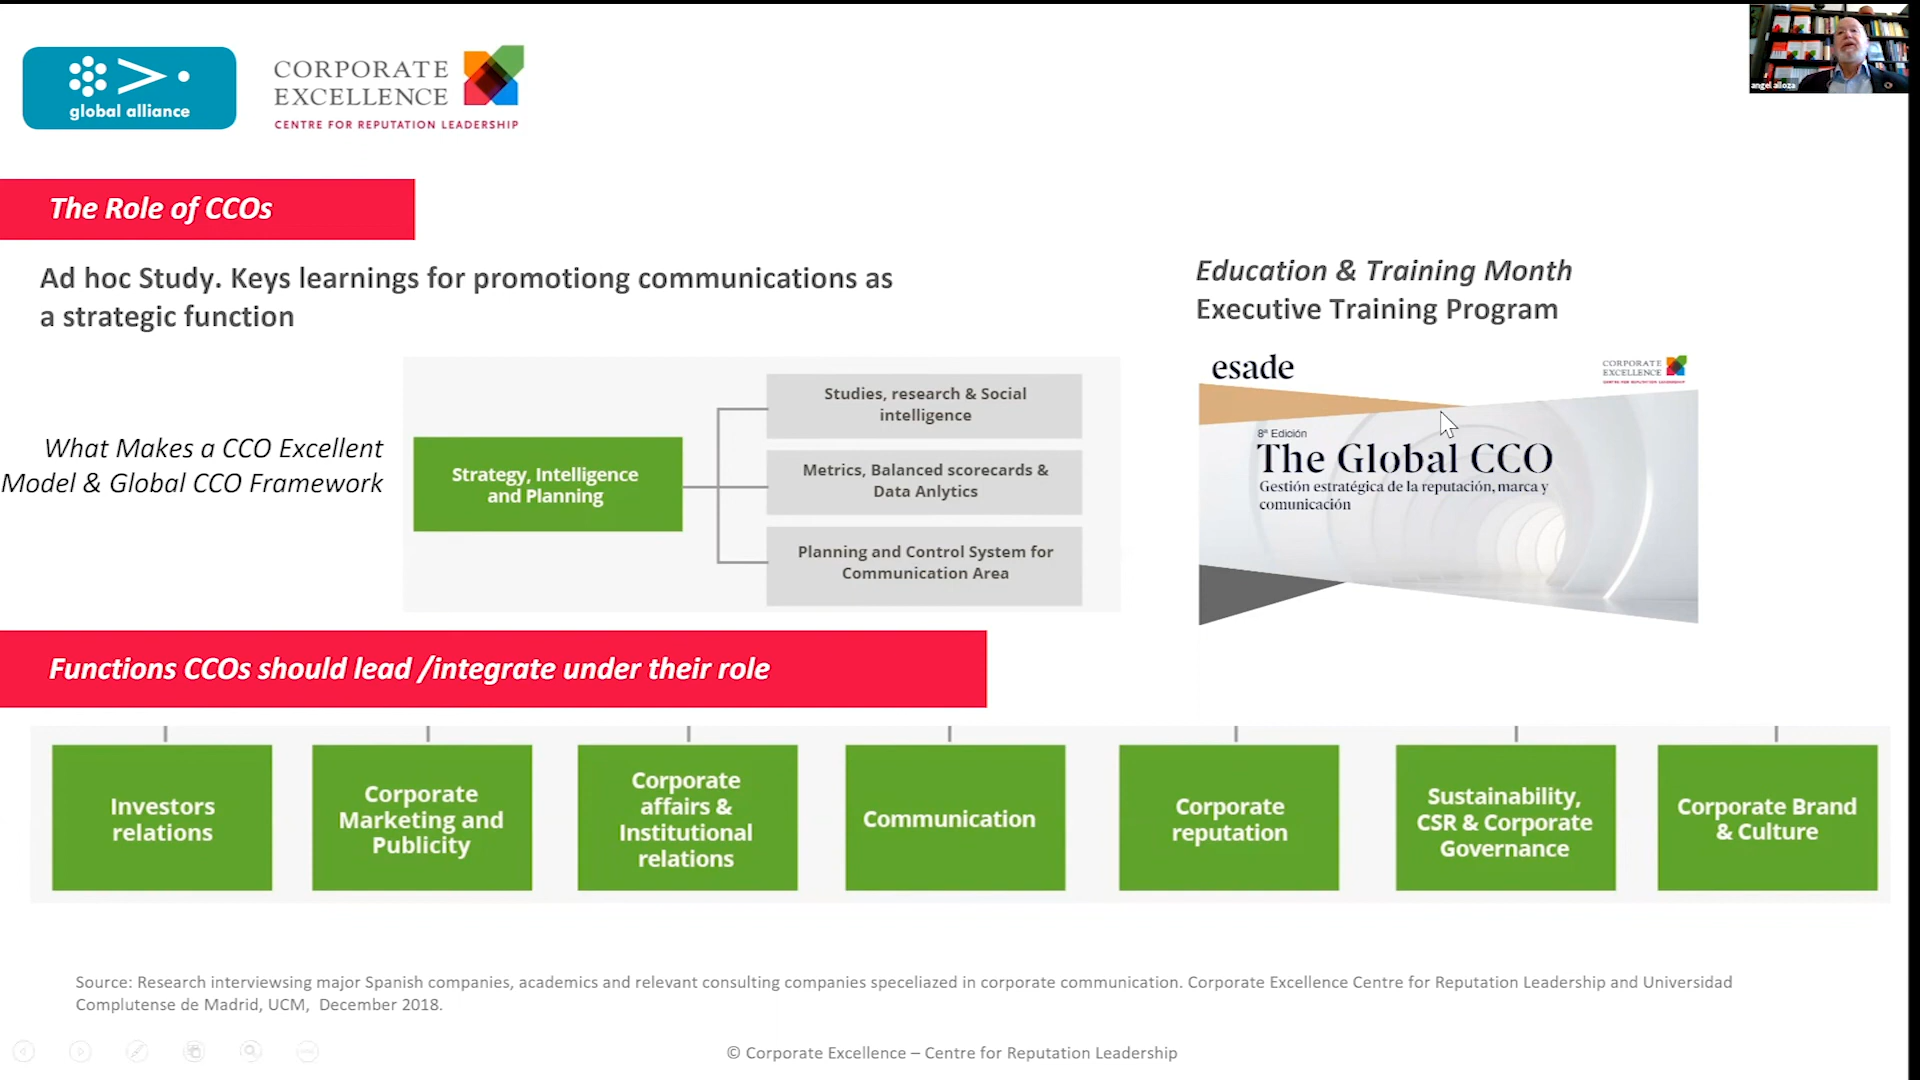 global alliance
CORPORATE
EXCELLENCE
CENTRE FOR REPUTATION LEADERSHIP
angel alloza
The Role of CCOs
Ad hoc Study. Keys learnings for promotiong communications as
a strategic function
Education & Training Month
Executive Training Program
What Makes a CCO Excellent
Model & Global CCO Framework
Strategy, Intelligence
and Planning
Studies, research & Social
intelligence
Metrics, Balanced scorecards &
Data Anlytics
Planning and Control System for
Communication Area
esade
CORPORATE
EXCELLENCE
CENTRE FOR REPUTATION LEADERSHIP
8ª Edición
The Global CCO
Gestión estratégica de la reputación, marca y
comunicación
Functions CCOs should lead /integrate under their role
Investors
relations
Corporate
Marketing and
Publicity
Corporate
affairs &
Institutional
relations
Communication
Corporate
reputation
Sustainability,
CSR & Corporate
Governance
Corporate Brand
& Culture
Source: Research interviewsing major Spanish companies, academics and relevant consulting companies speceliazed in corporate communication. Corporate Excellence Centre for Reputation Leadership and Universidad
Complutense de Madrid, UCM, December 2018.
© Corporate Excellence – Centre for Reputation Leadership